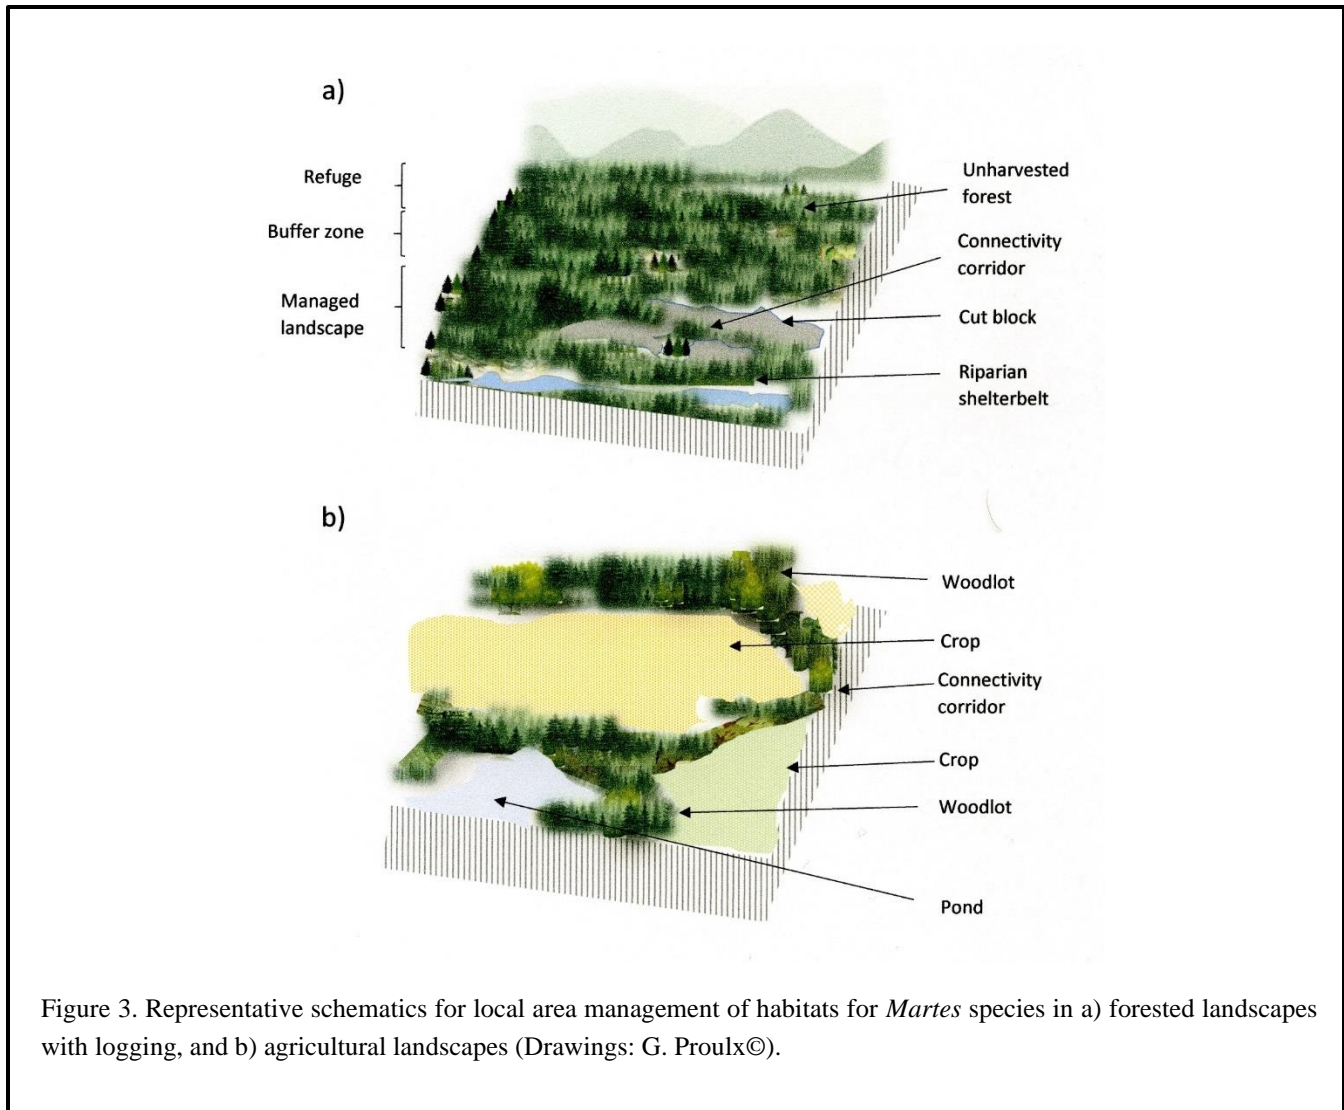 a)
Refuge
Buffer zone
Managed
landscape
Unharvested
forest
Connectivity
corridor
Cut block
Riparian
shelterbelt
b)
Woodlot
Crop
Connectivity
corridor
Crop
Woodlot
Pond
Figure 3. Representative schematics for local area management of habitats for Martes species in a) forested landscapes
with logging, and b) agricultural landscapes (Drawings: G. Proulx©).